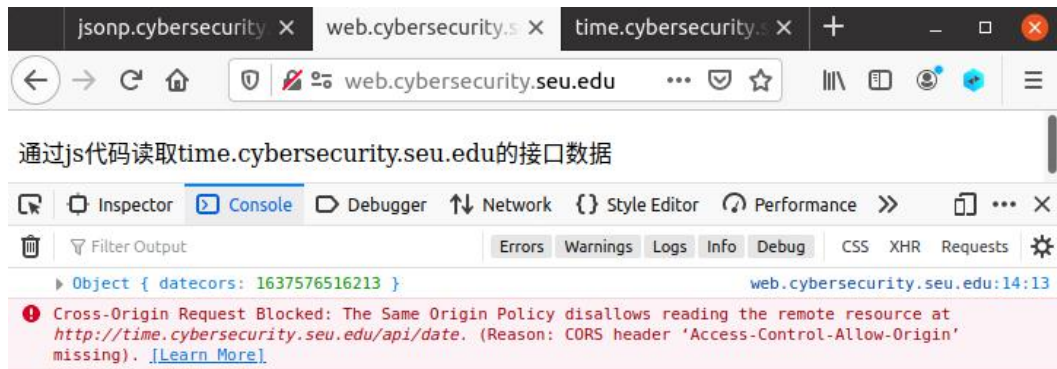 jsonp.cybersecurity
web.cybersecurity.s
time.cybersecurity.s
web.cybersecurity.seu.edu
通过js代码读取time.cybersecurity.seu.edu的接口数据
Inspector Console Debugger Network {} Style Editor Performance
Filter Output Errors Warnings Logs Info Debug CSS XHR Requests
Object { datecors: 1637576516213 } web.cybersecurity.seu.edu:14:13
Cross-Origin Request Blocked: The Same Origin Policy disallows reading the remote resource at
http://time.cybersecurity.seu.edu/api/date. (Reason: CORS header ‘Access-Control-Allow-Origin’
missing). [Learn More]